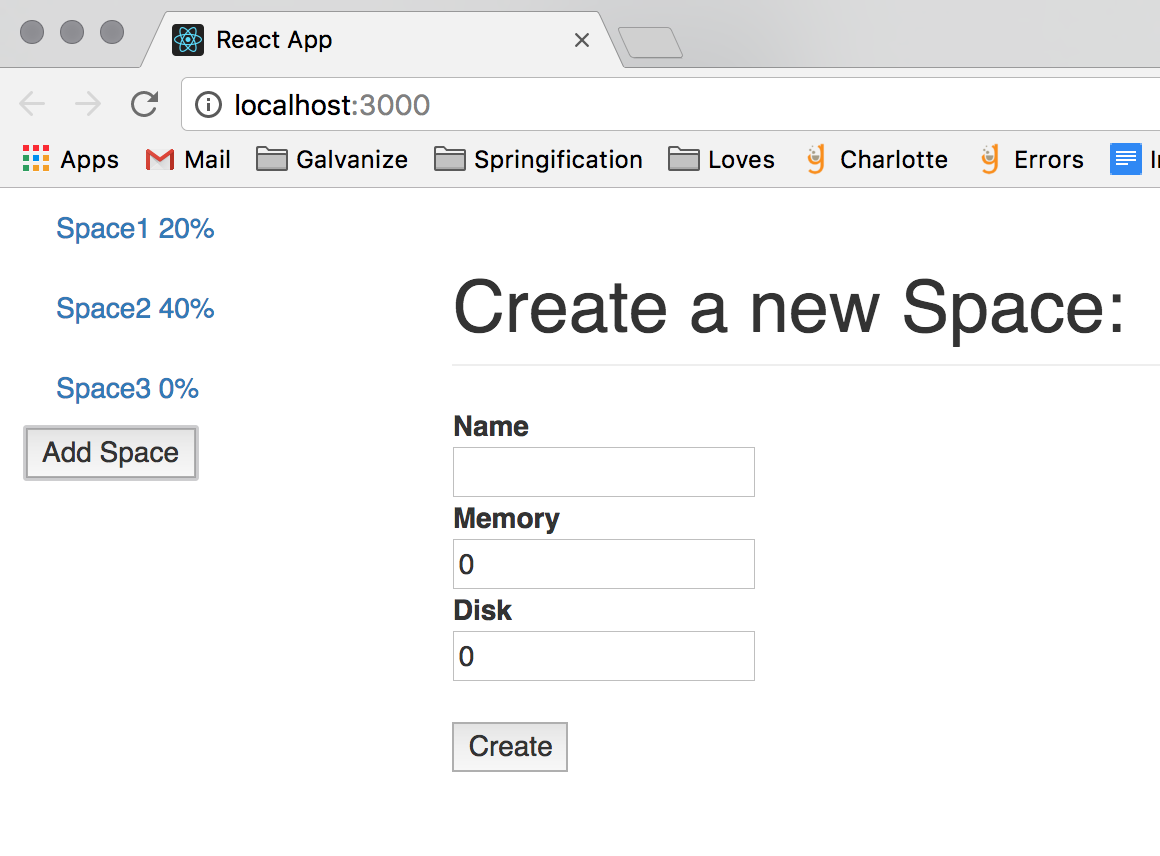 React App
localhost:3000
Apps Mail Galvanize Springification Loves Charlotte Errors
Space1 20%
Space2 40%
Space3 0%
Add Space
Create a new Space:
Name
Memory
0
Disk
0
Create